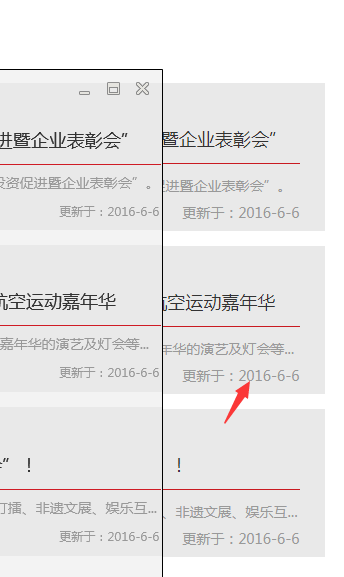 进暨企业表彰会”
投资促进暨企业表彰会”。
更新于：2016-6-6
航空运动嘉年华
嘉年华的演艺及灯会等...
更新于：2016-6-6
” ！
灯播、非遗文展、娱乐互...
更新于：2016-6-6
暨企业表彰会”
进暨企业表彰会”。
更新于：2016-6-6
航空运动嘉年华
年华的演艺及灯会等...
更新于：2016-6-6
！
、非遗文展、娱乐互...
更新于：2016-6-6